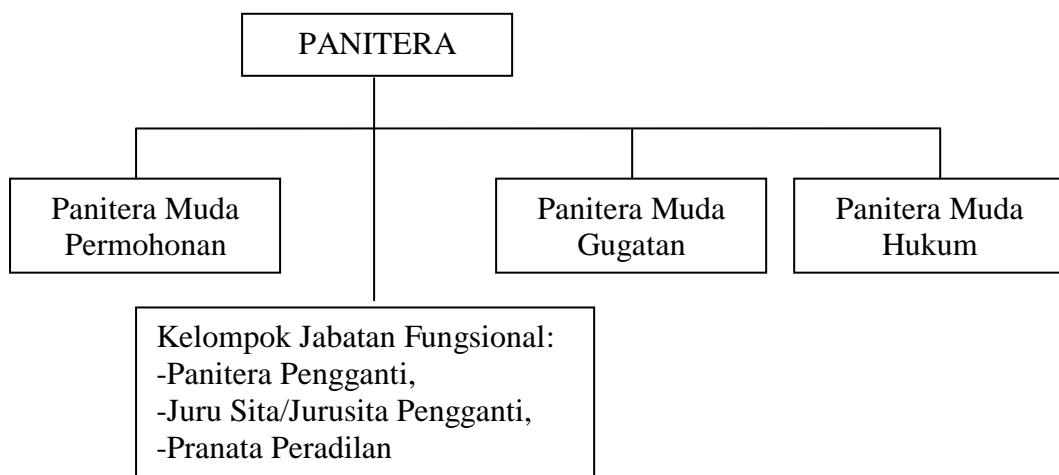 PANITERA
Panitera Muda
Permohonan
Panitera Muda
Gugatan
Panitera Muda
Hukum
Kelompok Jabatan Fungsional:
-Panitera Pengganti,
-Juru Sita/Jurusita Pengganti,
-Pranata Peradilan